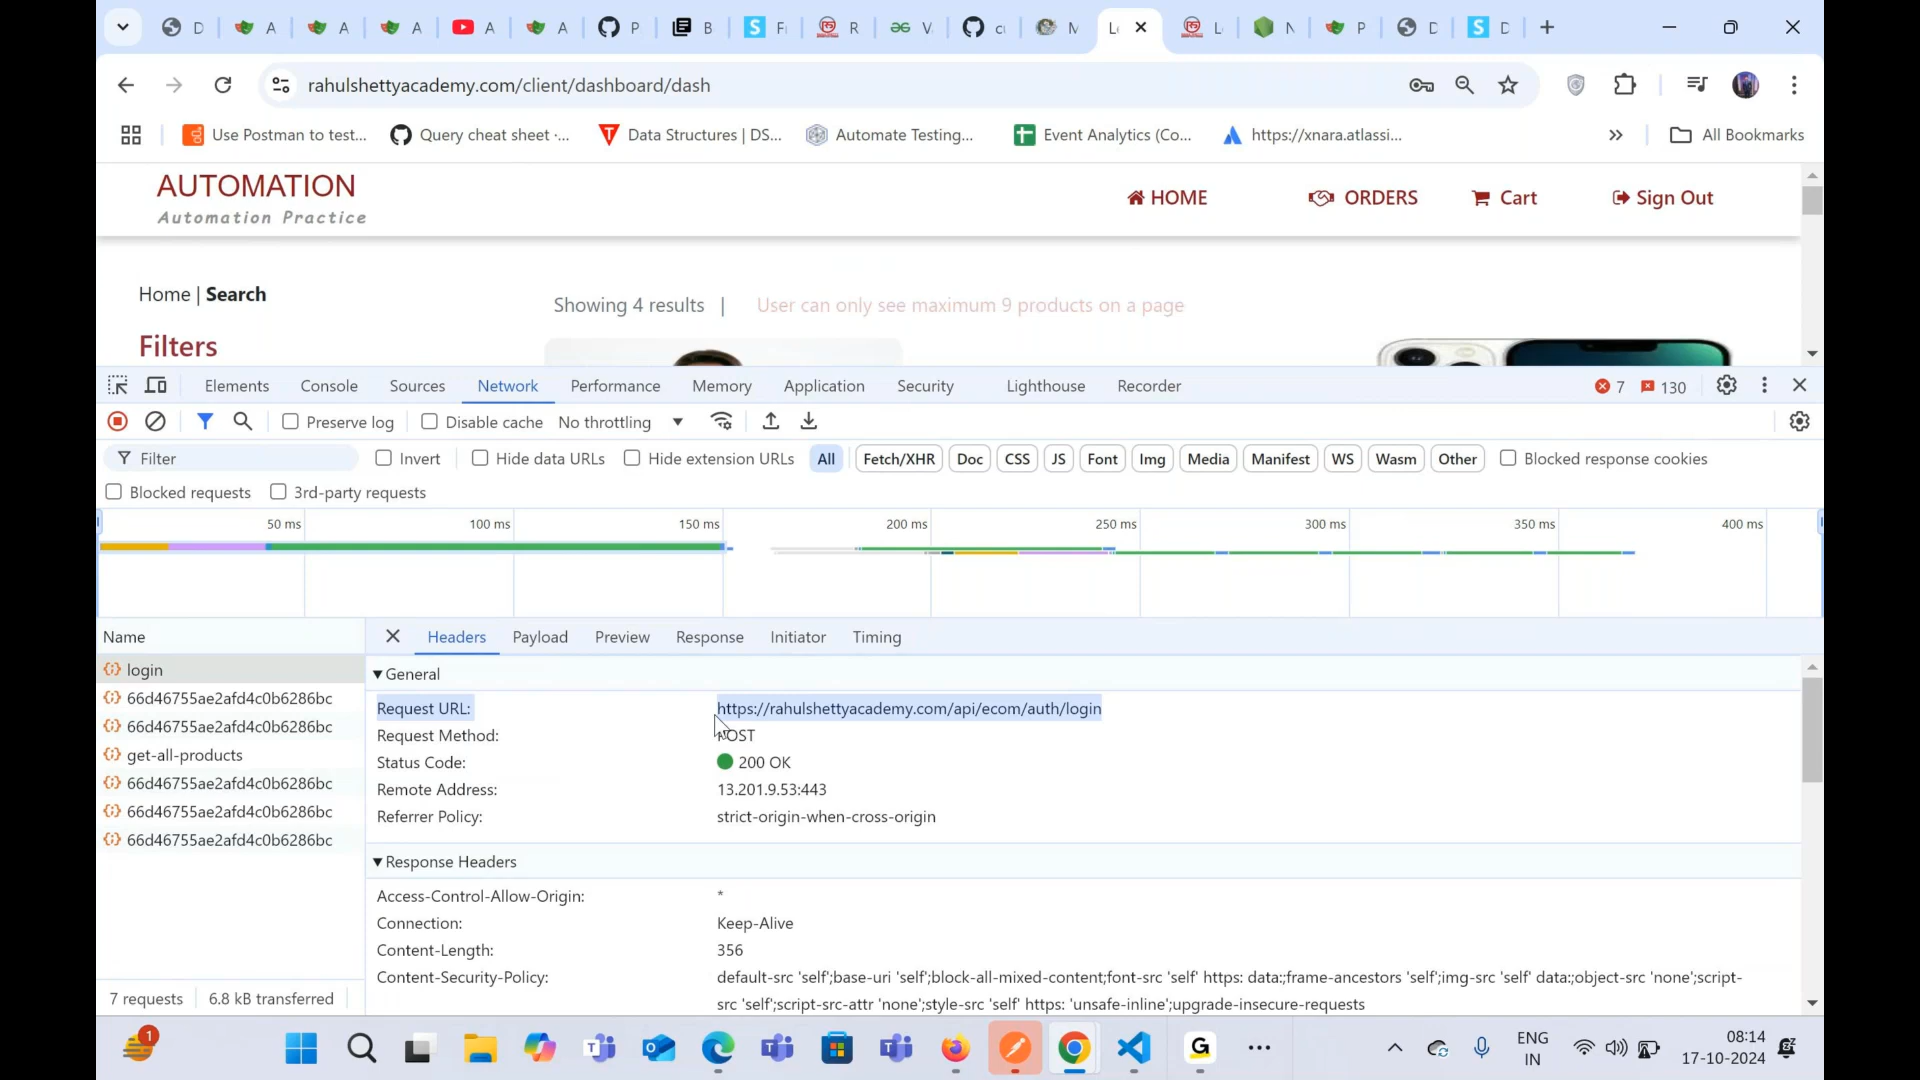 D A A A A P B F R V c M L L N P D D
rahulshettyacademy.com/client/dashboard/dash
Use Postman to test... Query cheat sheet ·... Data Structures | DS... Automate Testing... Event Analytics (Co... https://xnara.atlassi... » All Bookmarks
AUTOMATION
Automation Practice
HOME ORDERS Cart Sign Out
Home | Search
Showing 4 results | User can only see maximum 9 products on a page
Filters
Elements Console Sources Network Performance Memory Application Security Lighthouse Recorder 7 130
Preserve log Disable cache No throttling
Filter Invert Hide data URLs Hide extension URLs All Fetch/XHR Doc CSS JS Font Img Media Manifest WS Wasm Other Blocked response cookies
Blocked requests 3rd-party requests
50 ms 100 ms 150 ms 200 ms 250 ms 300 ms 350 ms 400 ms
Name Headers Payload Preview Response Initiator Timing
login
66d46755ae2afd4c0b6286bc
66d46755ae2afd4c0b6286bc
get-all-products
66d46755ae2afd4c0b6286bc
66d46755ae2afd4c0b6286bc
66d46755ae2afd4c0b6286bc
General
Request URL: https://rahulshettyacademy.com/api/ecom/auth/login
Request Method: POST
Status Code: 200 OK
Remote Address: 13.201.9.53:443
Referrer Policy: strict-origin-when-cross-origin
Response Headers
Access-Control-Allow-Origin: *
Connection: Keep-Alive
Content-Length: 356
Content-Security-Policy: default-src 'self';base-uri 'self';block-all-mixed-content;font-src 'self' https: data:;frame-ancestors 'self';img-src 'self' data:;object-src 'none';script-
src 'self';script-src-attr 'none';style-src 'self' https: 'unsafe-inline';upgrade-insecure-requests
7 requests 6.8 kB transferred
1 ENG 08:14
IN 17-10-2024